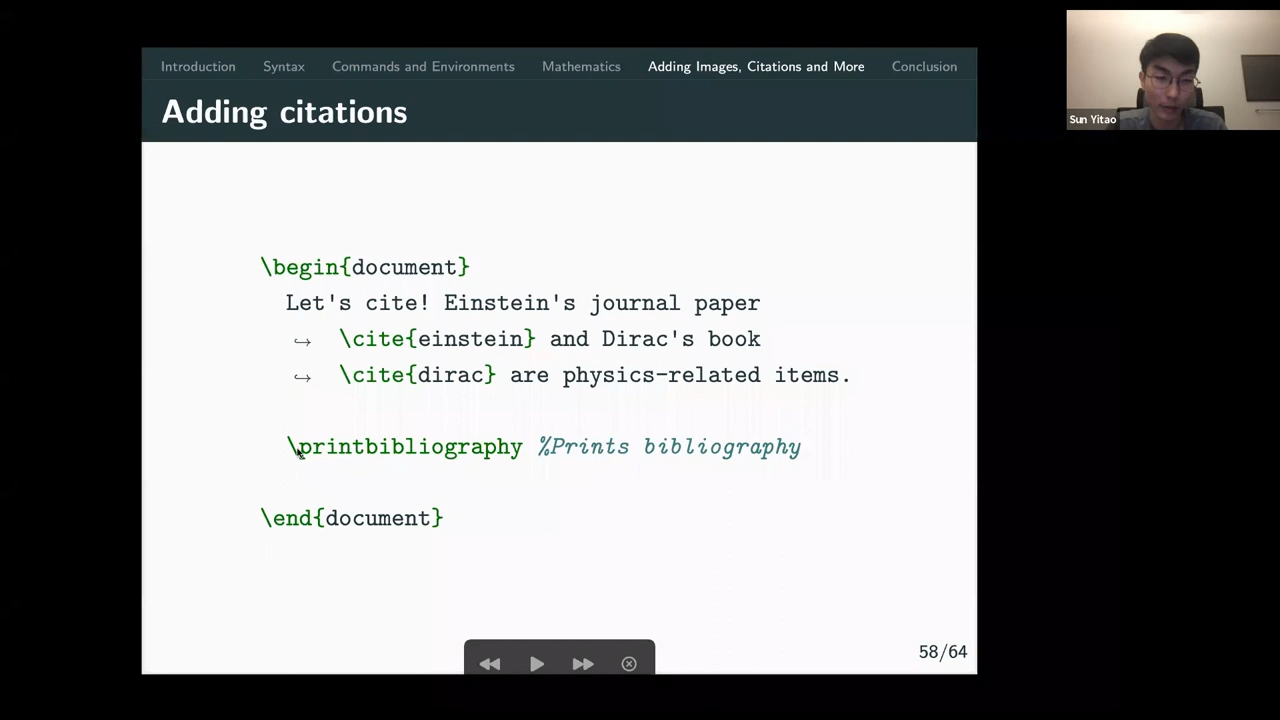 Introduction Syntax Commands and Environments Mathematics Adding Images, Citations and More Conclusion
Adding citations
\begin{document}
Let's cite! Einstein's journal paper
↪ \cite{einstein} and Dirac's book
↪ \cite{dirac} are physics-related items.
\printbibliography %Prints bibliography
\end{document}
58/64
Sun Yitao